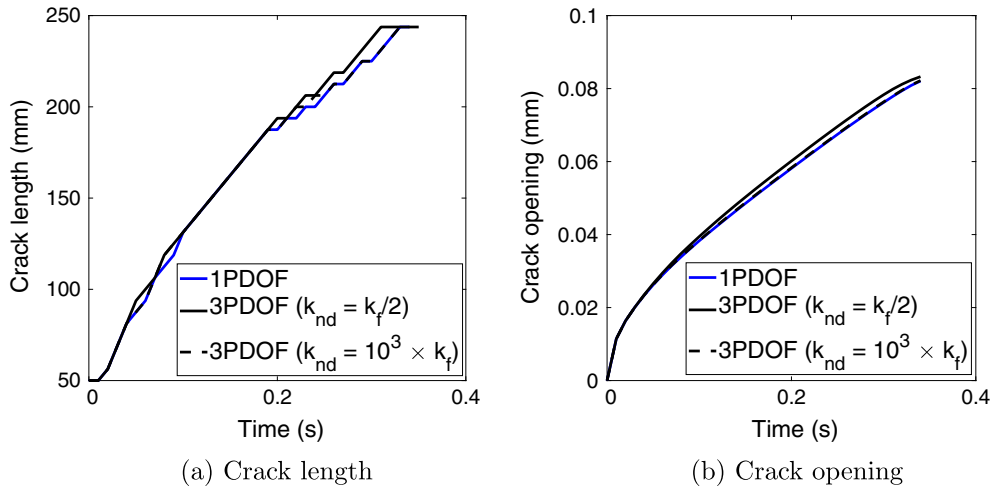 250
200
150
100
50
Crack length (mm)
0
0.2
0.4
Time (s)
1PDOF
3PDOF (k_nd = k_f/2)
3PDOF (k_nd = 10^3 × k_f)
(a) Crack length
0.1
0.08
0.06
0.04
0.02
0
Crack opening (mm)
0
0.2
0.4
Time (s)
1PDOF
3PDOF (k_nd = k_f/2)
3PDOF (k_nd = 10^3 × k_f)
(b) Crack opening